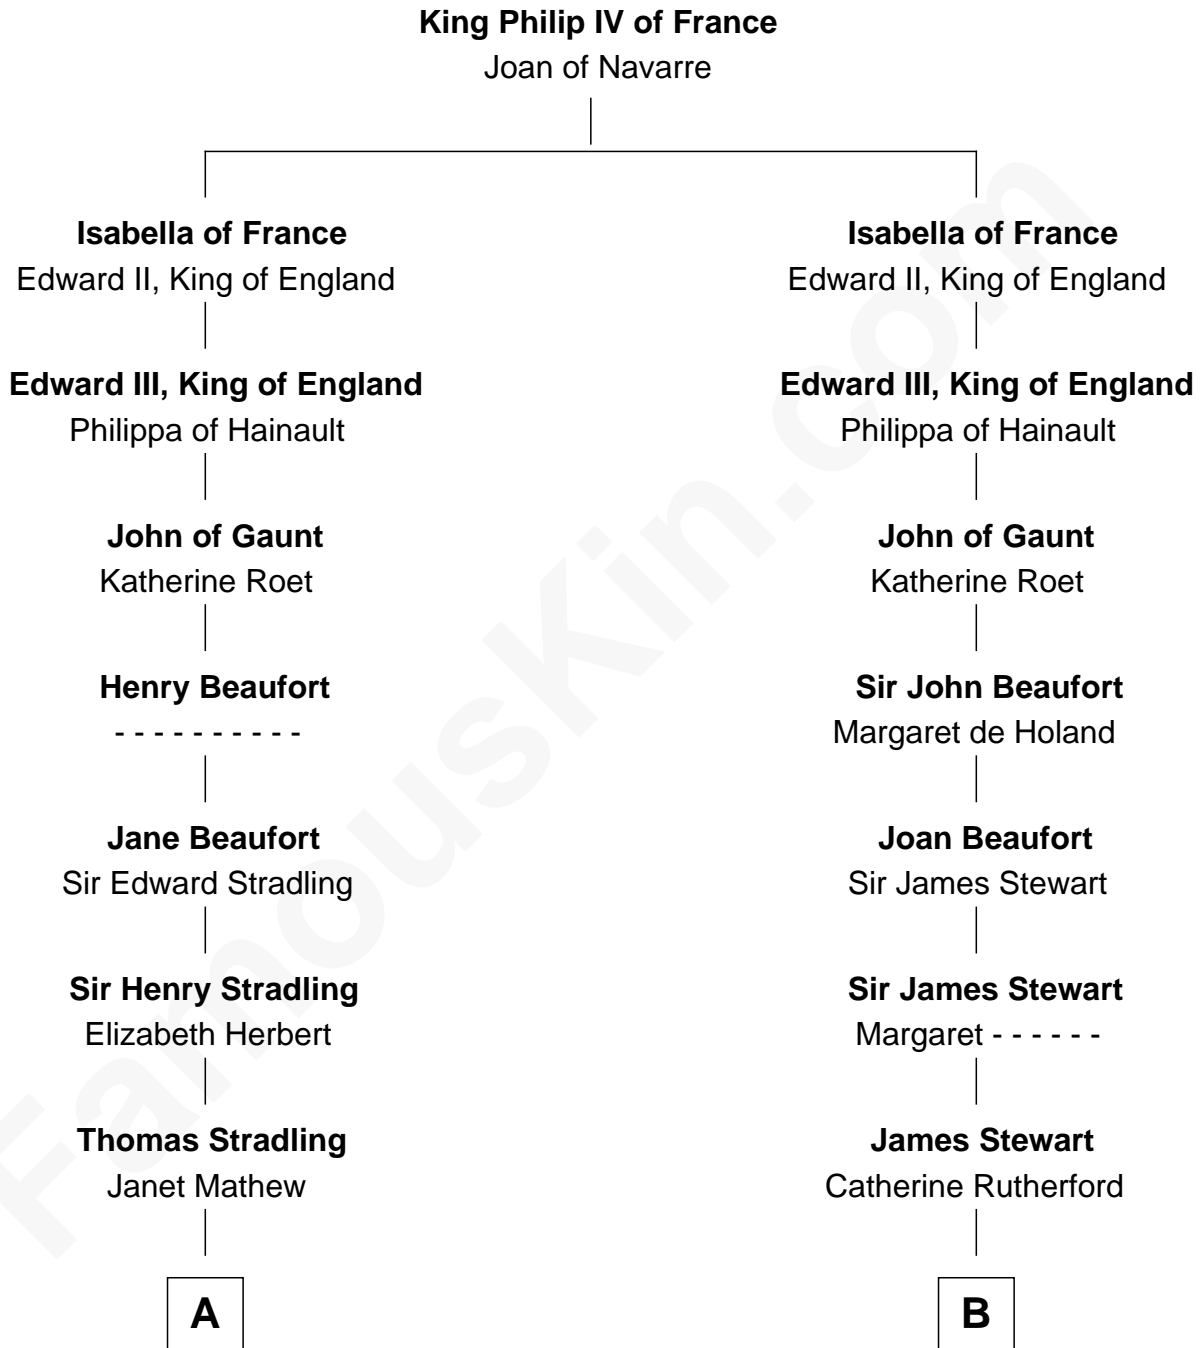 King Philip IV of France
Joan of Navarre
Isabella of France
Edward II, King of England
Edward III, King of England
Philippa of Hainault
John of Gaunt
Katherine Roet
Henry Beaufort
- - - - - - - - - -
Jane Beaufort
Sir Edward Stradling
Sir Henry Stradling
Elizabeth Herbert
Thomas Stradling
Janet Mathew
A
Isabella of France
Edward II, King of England
Edward III, King of England
Philippa of Hainault
John of Gaunt
Katherine Roet
Sir John Beaufort
Margaret de Holand
Joan Beaufort
Sir James Stewart
Sir James Stewart
Margaret - - - - - -
James Stewart
Catherine Rutherford
B
FamousKin.com